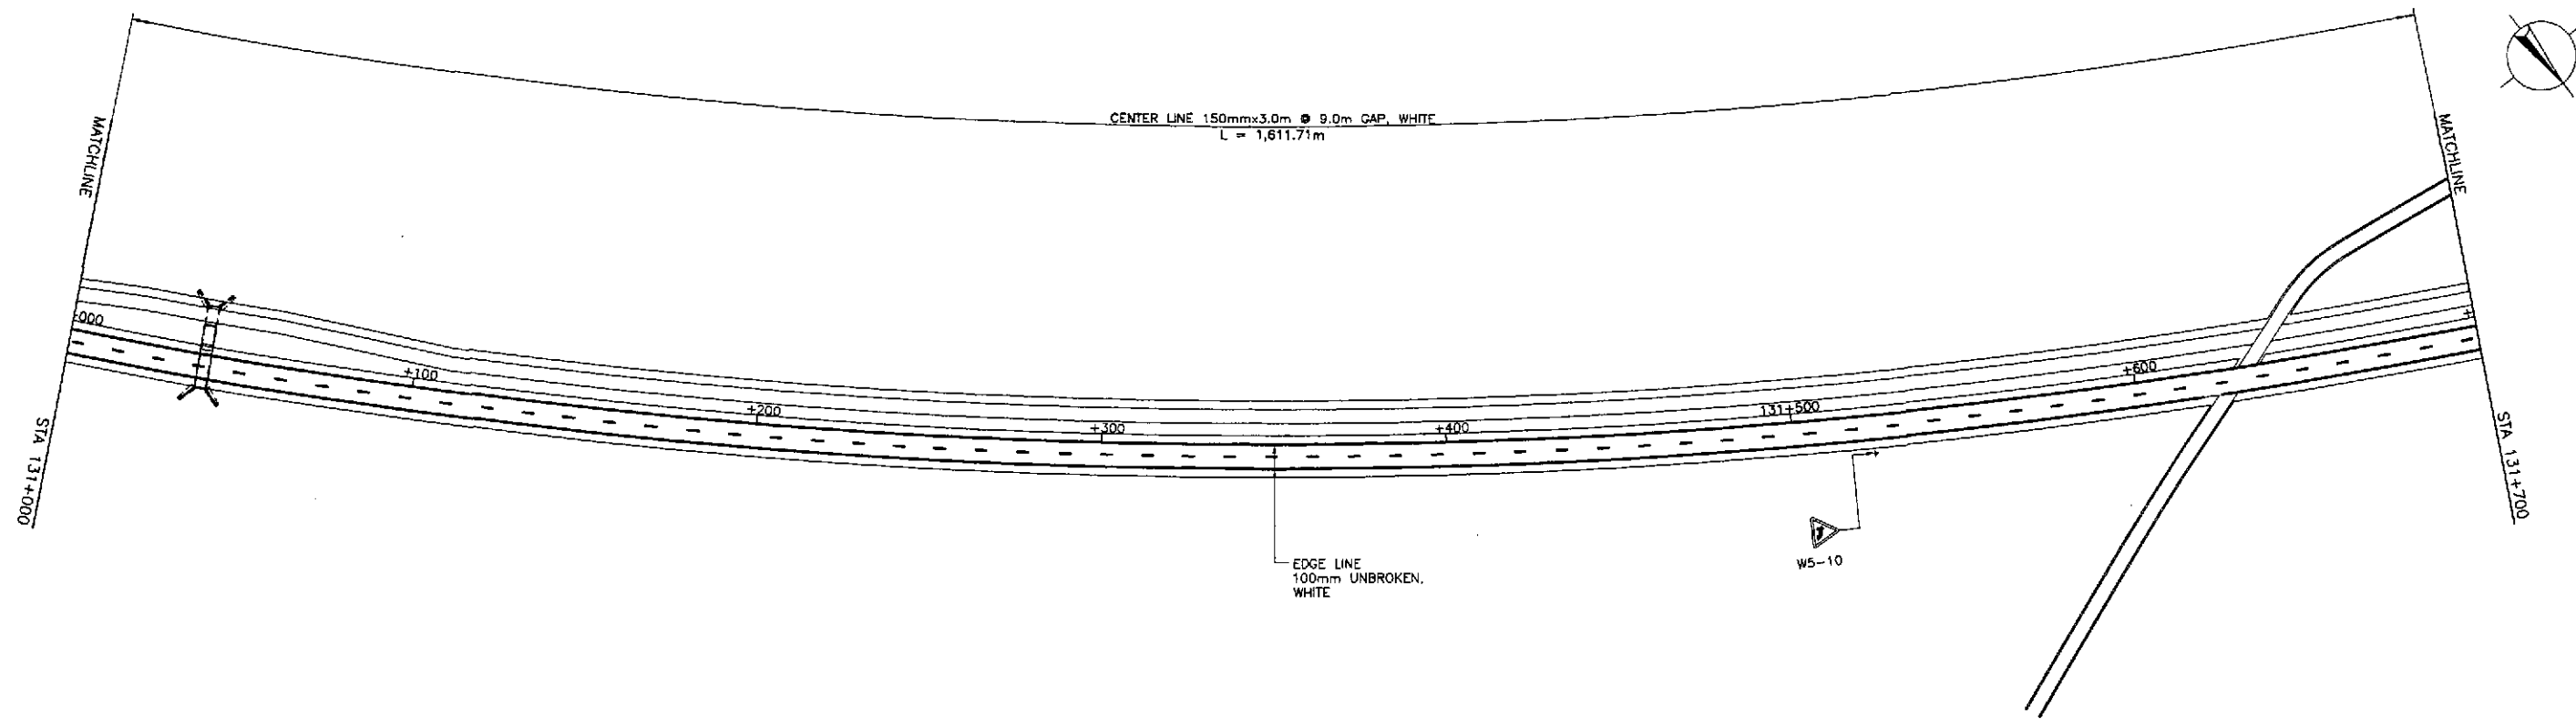 CENTER LINE 150mmx3.0m @ 9.0m GAP, WHITE
L = 1,611.71m
MATCHLINE
MATCHLINE
+000
+100
+200
+300
+400
131+500
+600
STA 131+000
STA 131+700
EDGE LINE
100mm UNBROKEN,
WHITE
W5-10